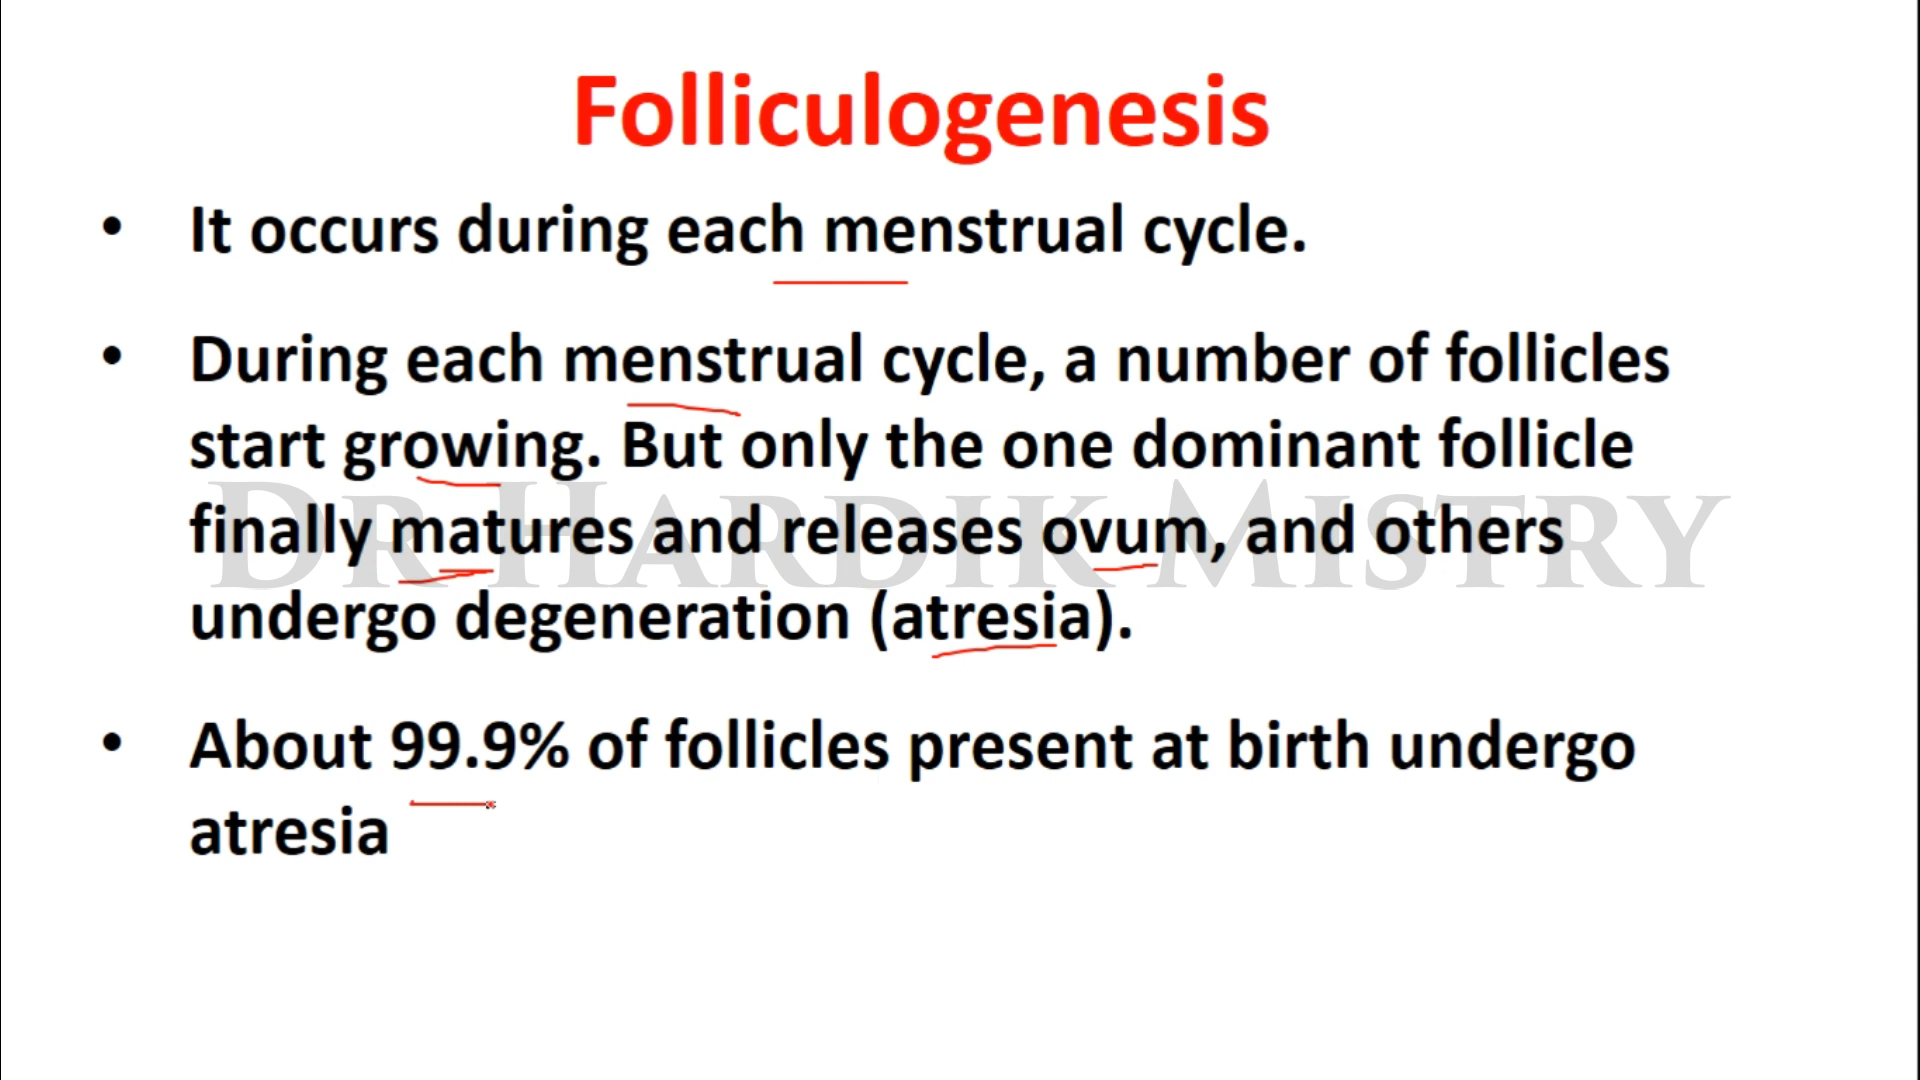 Folliculogenesis
• It occurs during each menstrual cycle.
• During each menstrual cycle, a number of follicles
start growing. But only the one dominant follicle
finally matures and releases ovum, and others
undergo degeneration (atresia).
• About 99.9% of follicles present at birth undergo
atresia
DR HARDIK MISTRY